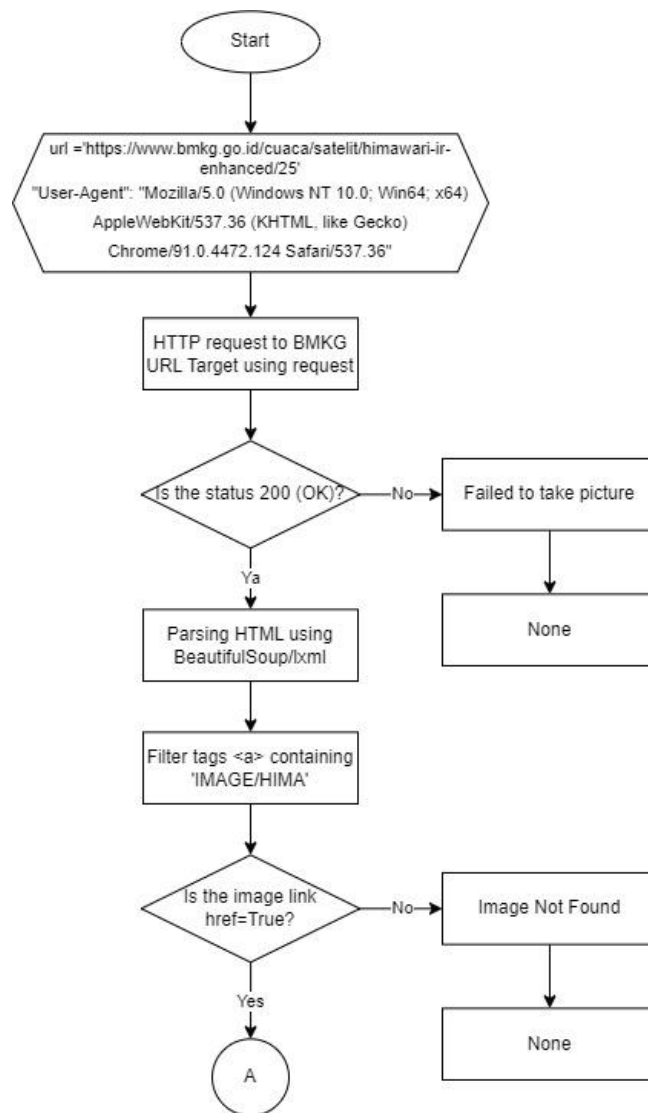 Start
url ='https://www.bmkg.go.id/cuaca/satelit/himawari-ir-
enhanced/25'
"User-Agent": "Mozilla/5.0 (Windows NT 10.0; Win64; x64)
AppleWebKit/537.36 (KHTML, like Gecko)
Chrome/91.0.4472.124 Safari/537.36"
HTTP request to BMKG
URL Target using request
Is the status 200 (OK)?
No
Failed to take picture
Ya
None
Parsing HTML using
BeautifulSoup/lxml
Filter tags <a> containing
'IMAGE/HIMA'
Is the image link
href=True?
No
Image Not Found
Yes
None
A